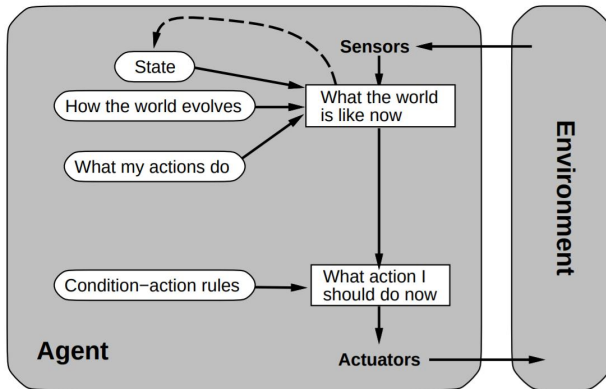 Sensors
State
How the world evolves
What the world
is like now
What my actions do
Condition−action rules
What action I
should do now
Agent
Actuators
Environment